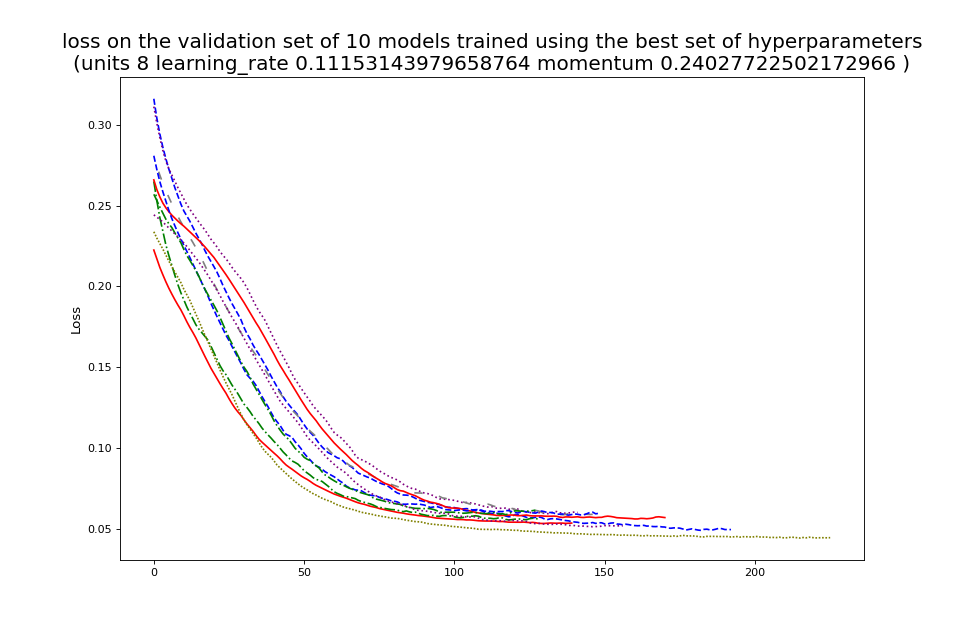 loss on the validation set of 10 models trained using the best set of hyperparameters
(units 8 learning_rate 0.11153143979658764 momentum 0.24027722502172966 )
0.30
0.25
0.20
0.15
0.10
0.05
Loss
0 50 100 150 200